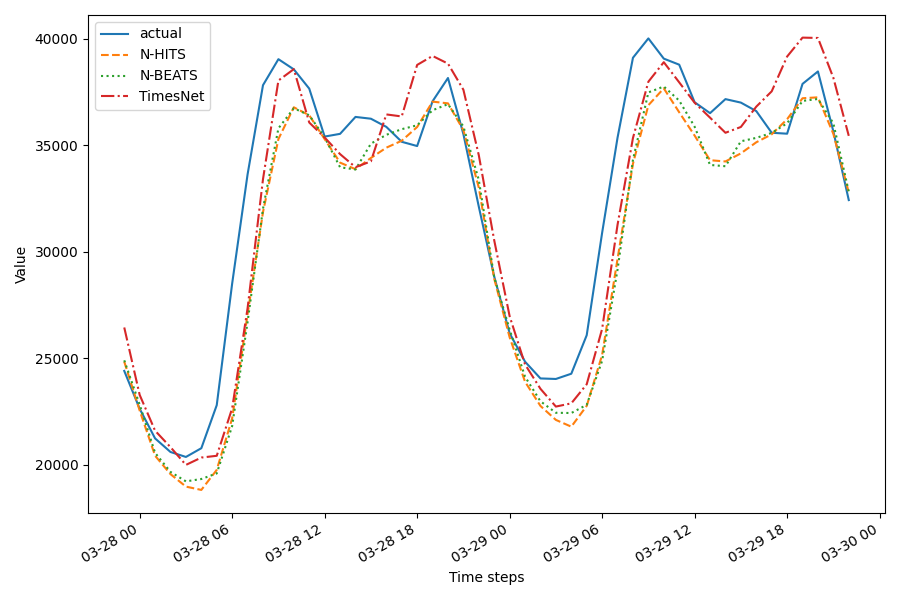 actual
N-HITS
N-BEATS
TimesNet
40000
35000
30000
25000
20000
Value
03-28 00
03-28 06
03-28 12
03-28 18
03-29 00
03-29 06
03-29 12
03-29 18
03-30 00
Time steps